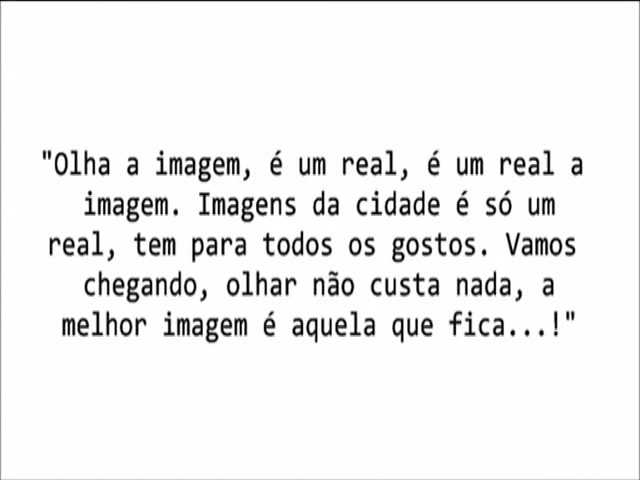 "Olha a imagem, é um real, é um real a
imagem. Imagens da cidade é só um
real, tem para todos os gostos. Vamos
chegando, olhar não custa nada, a
melhor imagem é aquela que fica...!"